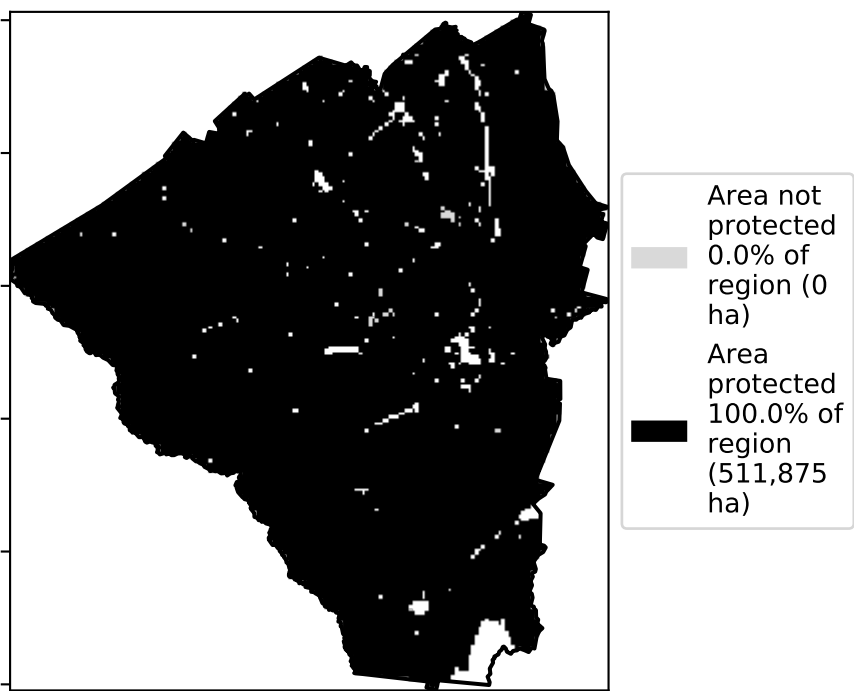 Area not
protected
0.0% of
region (0
ha)
Area
protected
100.0% of
region
(511,875
ha)